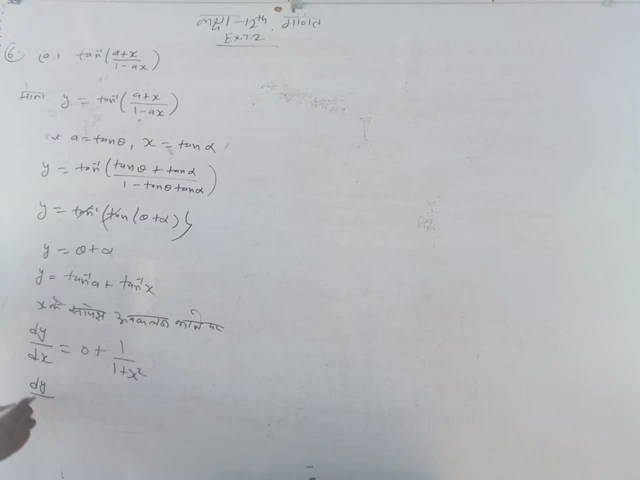 कक्षा-12th, गणित
Ex 7.2
6 (a) tan⁻¹(a+x/1-ax)
माना y = tan⁻¹(a+x/1-ax)
a = tanθ, x = tanα
y = tan⁻¹(tanθ + tanα/1 - tanθ tanα)
y = tan⁻¹{tan(θ+α)}
y = θ+α
y = tan⁻¹a + tan⁻¹x
x के सापेक्ष अवकलन करने पर
dy/dx = 0 + 1/1+x²
dy